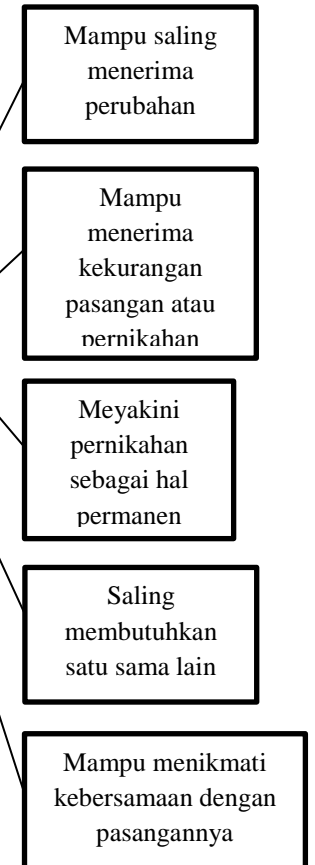 Mampu saling
menerima
perubahan
Mampu
menerima
kekurangan
pasangan atau
pernikahan
Meyakini
pernikahan
sebagai hal
permanen
Saling
membutuhkan
satu sama lain
Mampu menikmati
kebersamaan dengan
pasangannya